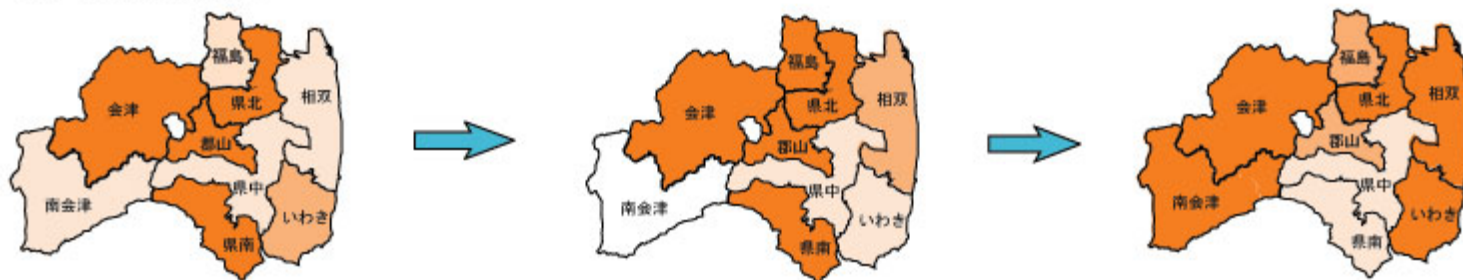 福島
相双
県北
会津
郡山
県中
南会津
いわき
県南
福島
相双
県北
会津
郡山
県中
南会津
いわき
県南
福島
相双
県北
会津
郡山
県中
南会津
いわき
県南